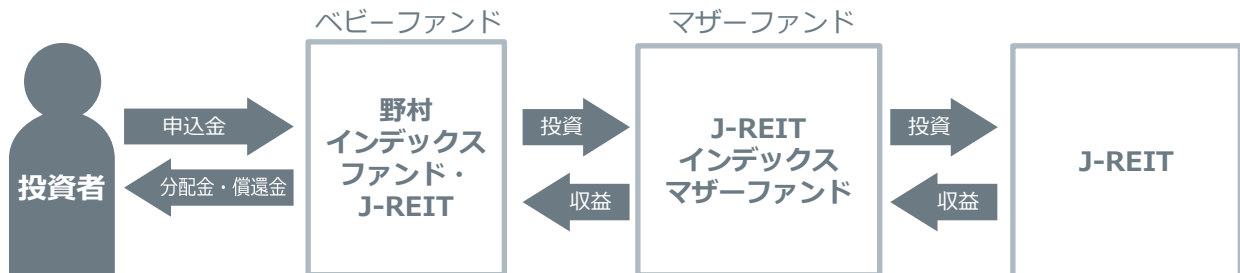 ベビーファンド
マザーファンド
投資者
申込金
分配金・償還金
野村
インデックス
ファンド・
J-REIT
投資
収益
J-REIT
インデックス
マザーファンド
投資
収益
J-REIT